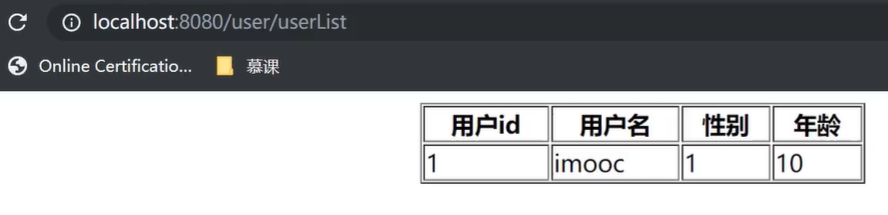 localhost:8080/user/userList
Online Certificatio... 慕课
用户id 用户名 性别 年龄
1 imooc 1 10